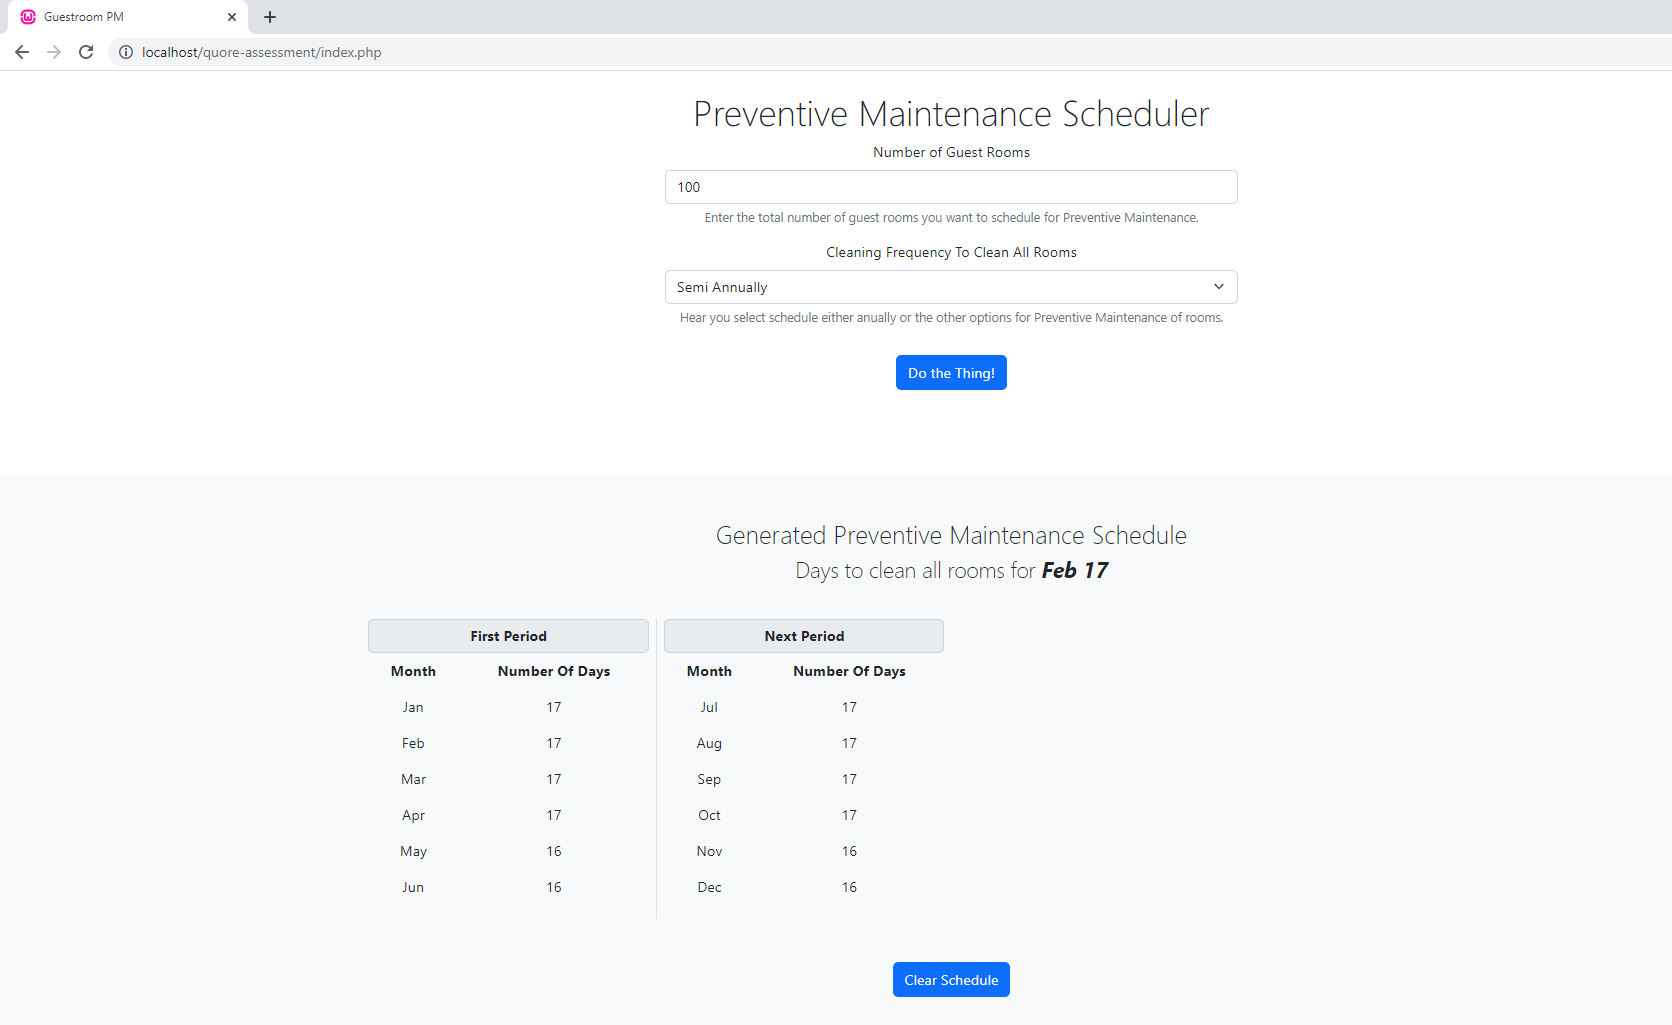 Guestroom PM
localhost/quore-assessment/index.php
Preventive Maintenance Scheduler
Number of Guest Rooms
100
Enter the total number of guest rooms you want to schedule for Preventive Maintenance.
Cleaning Frequency To Clean All Rooms
Semi Annually
Hear you select schedule either anually or the other options for Preventive Maintenance of rooms.
Do the Thing!
Generated Preventive Maintenance Schedule
Days to clean all rooms for Feb 17
First Period Next Period
Month Number Of Days Month Number Of Days
Jan 17 Jul 17
Feb 17 Aug 17
Mar 17 Sep 17
Apr 17 Oct 17
May 16 Nov 16
Jun 16 Dec 16
Clear Schedule